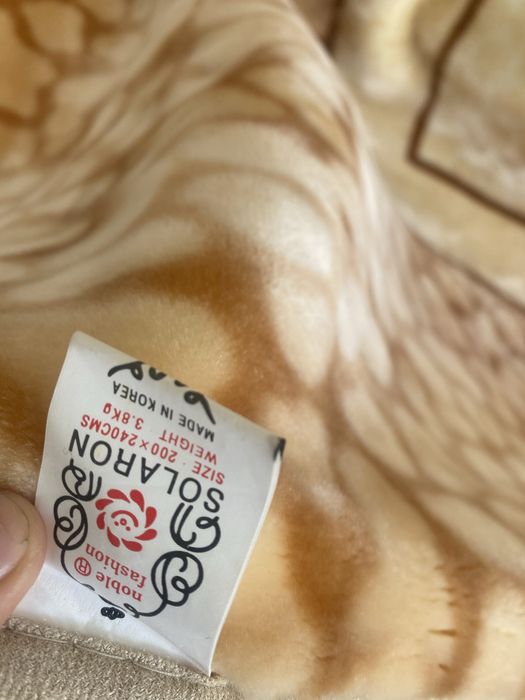 noble ®
fashion
SOLARON
SIZE : 200×240CMS
WEIGHT : 3.8Kg
MADE IN KOREA